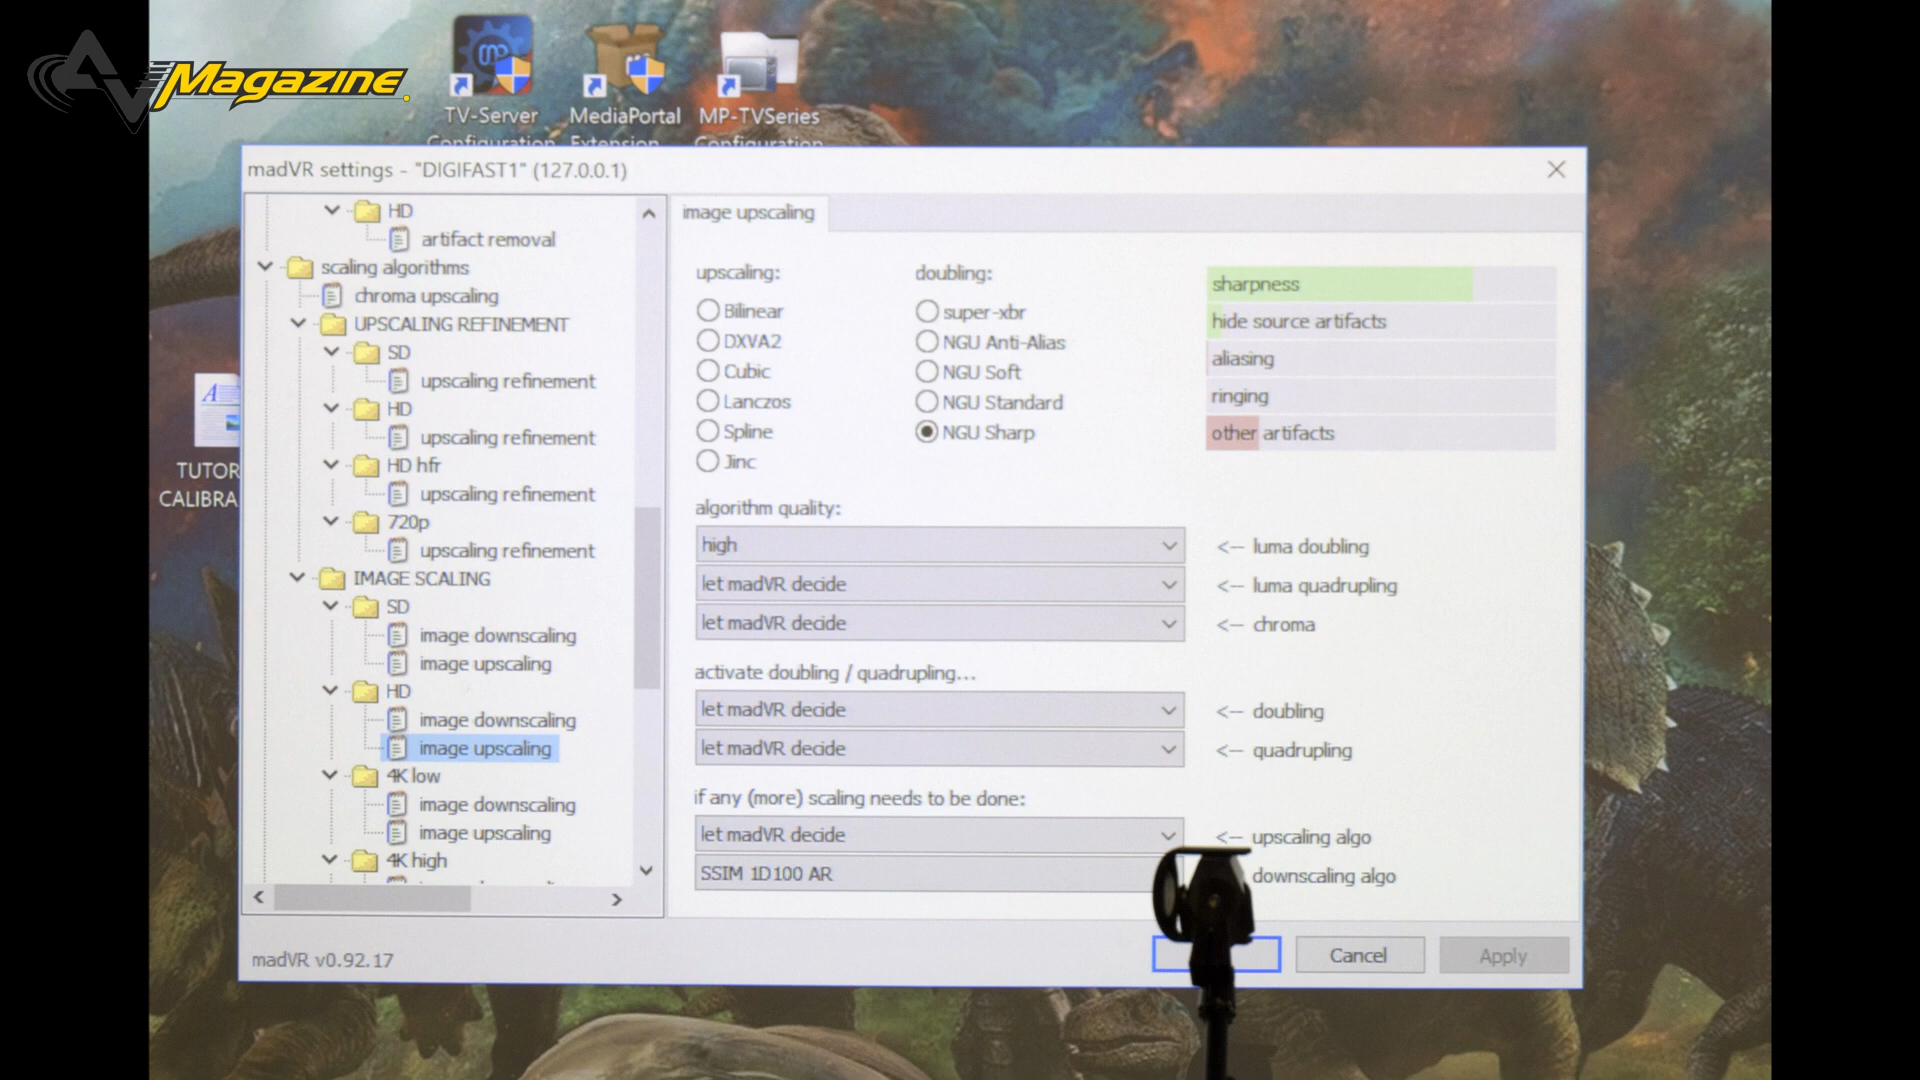 AV Magazine
TV-Server
Configuration
MediaPortal
Extension
MP-TVSeries
Configuration
TUTOR
CALIBRA
madVR settings - "DIGIFAST1" (127.0.0.1)
HD
artifact removal
scaling algorithms
chroma upscaling
UPSCALING REFINEMENT
SD
upscaling refinement
HD
upscaling refinement
HD hfr
upscaling refinement
720p
upscaling refinement
IMAGE SCALING
SD
image downscaling
image upscaling
HD
image downscaling
image upscaling
4K low
image downscaling
image upscaling
4K high
madVR v0.92.17
image upscaling
upscaling:
Bilinear
DXVA2
Cubic
Lanczos
Spline
Jinc
doubling:
super-xbr
NGU Anti-Alias
NGU Soft
NGU Standard
NGU Sharp
sharpness
hide source artifacts
aliasing
ringing
other artifacts
algorithm quality:
high <-- luma doubling
let madVR decide <-- luma quadrupling
let madVR decide <-- chroma
activate doubling / quadrupling...
let madVR decide <-- doubling
let madVR decide <-- quadrupling
if any (more) scaling needs to be done:
let madVR decide <-- upscaling algo
SSIM 1D100 AR downscaling algo
Cancel
Apply